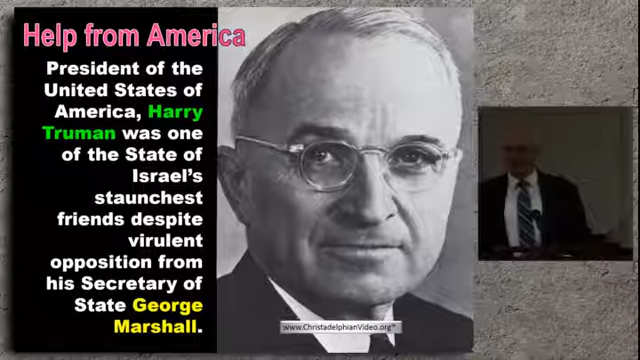 Help from America
President of the
United States of
America, Harry
Truman was one
of the State of
Israel's
staunchest
friends despite
virulent
opposition from
his Secretary of
State George
Marshall.
www.ChristadelphianVideo.org